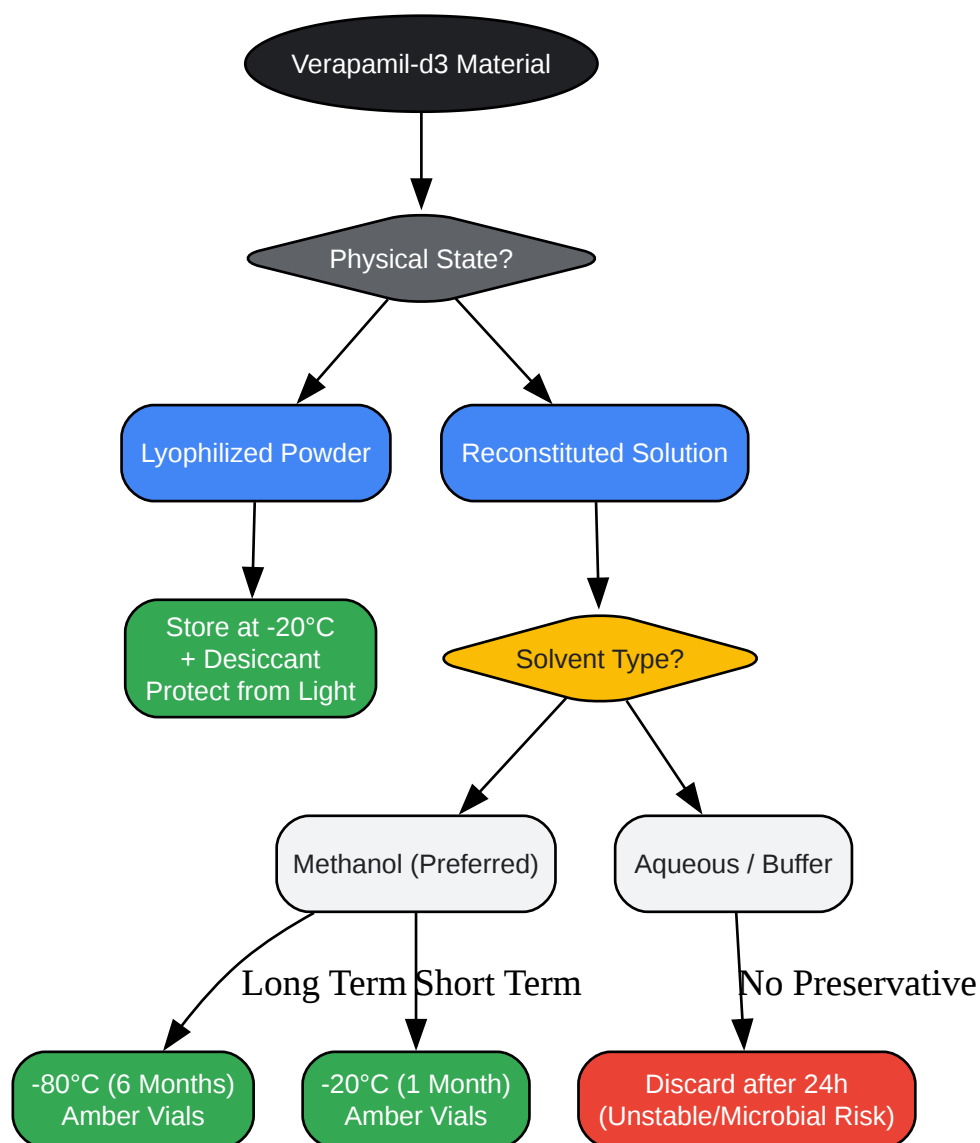 Verapamil-d3 Material
Physical State?
Lyophilized Powder
Reconstituted Solution
Store at -20°C
+ Desiccant
Protect from Light
Solvent Type?
Methanol (Preferred)
Aqueous / Buffer
Long Term
Short Term
No Preservative
-80°C (6 Months)
Amber Vials
-20°C (1 Month)
Amber Vials
Discard after 24h
(Unstable/Microbial Risk)